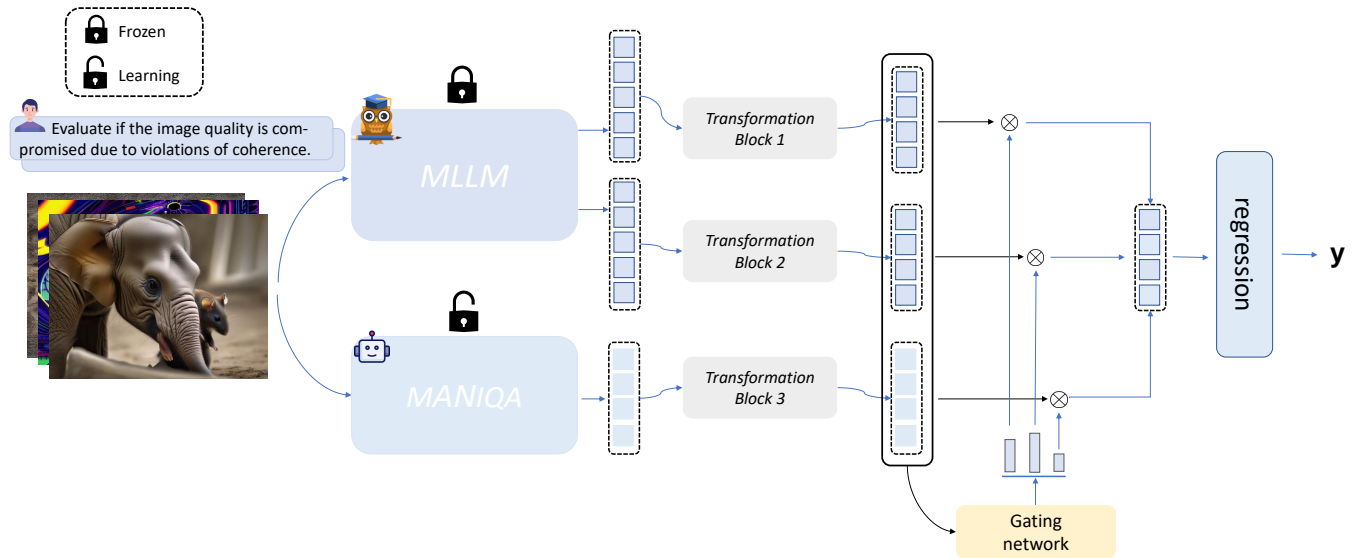 Frozen
Learning
Evaluate if the image quality is com-
promised due to violations of coherence.
MLLM
MANIQA
Transformation
Block 1
Transformation
Block 2
Transformation
Block 3
Gating
network
regression
y